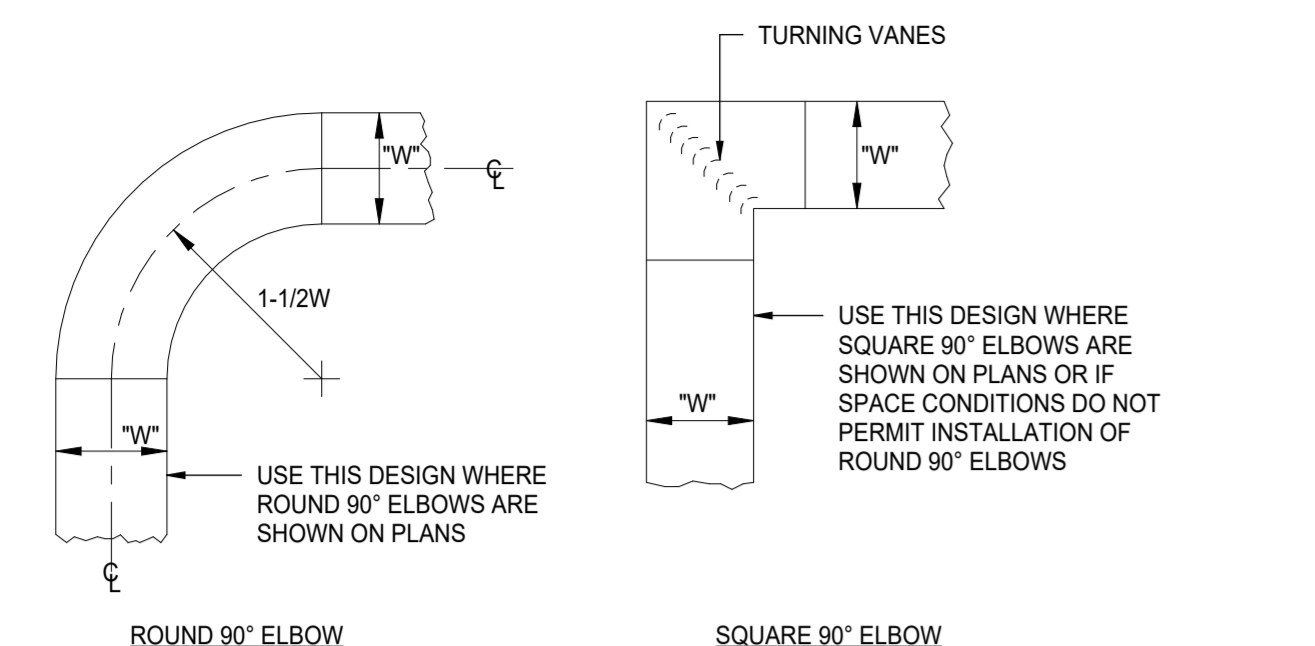 TURNING VANES
"W"
"W"
℄
1-1/2W
"W"
USE THIS DESIGN WHERE
ROUND 90° ELBOWS ARE
SHOWN ON PLANS
℄
ROUND 90° ELBOW
"W"
USE THIS DESIGN WHERE
SQUARE 90° ELBOWS ARE
SHOWN ON PLANS OR IF
SPACE CONDITIONS DO NOT
PERMIT INSTALLATION OF
ROUND 90° ELBOWS
SQUARE 90° ELBOW